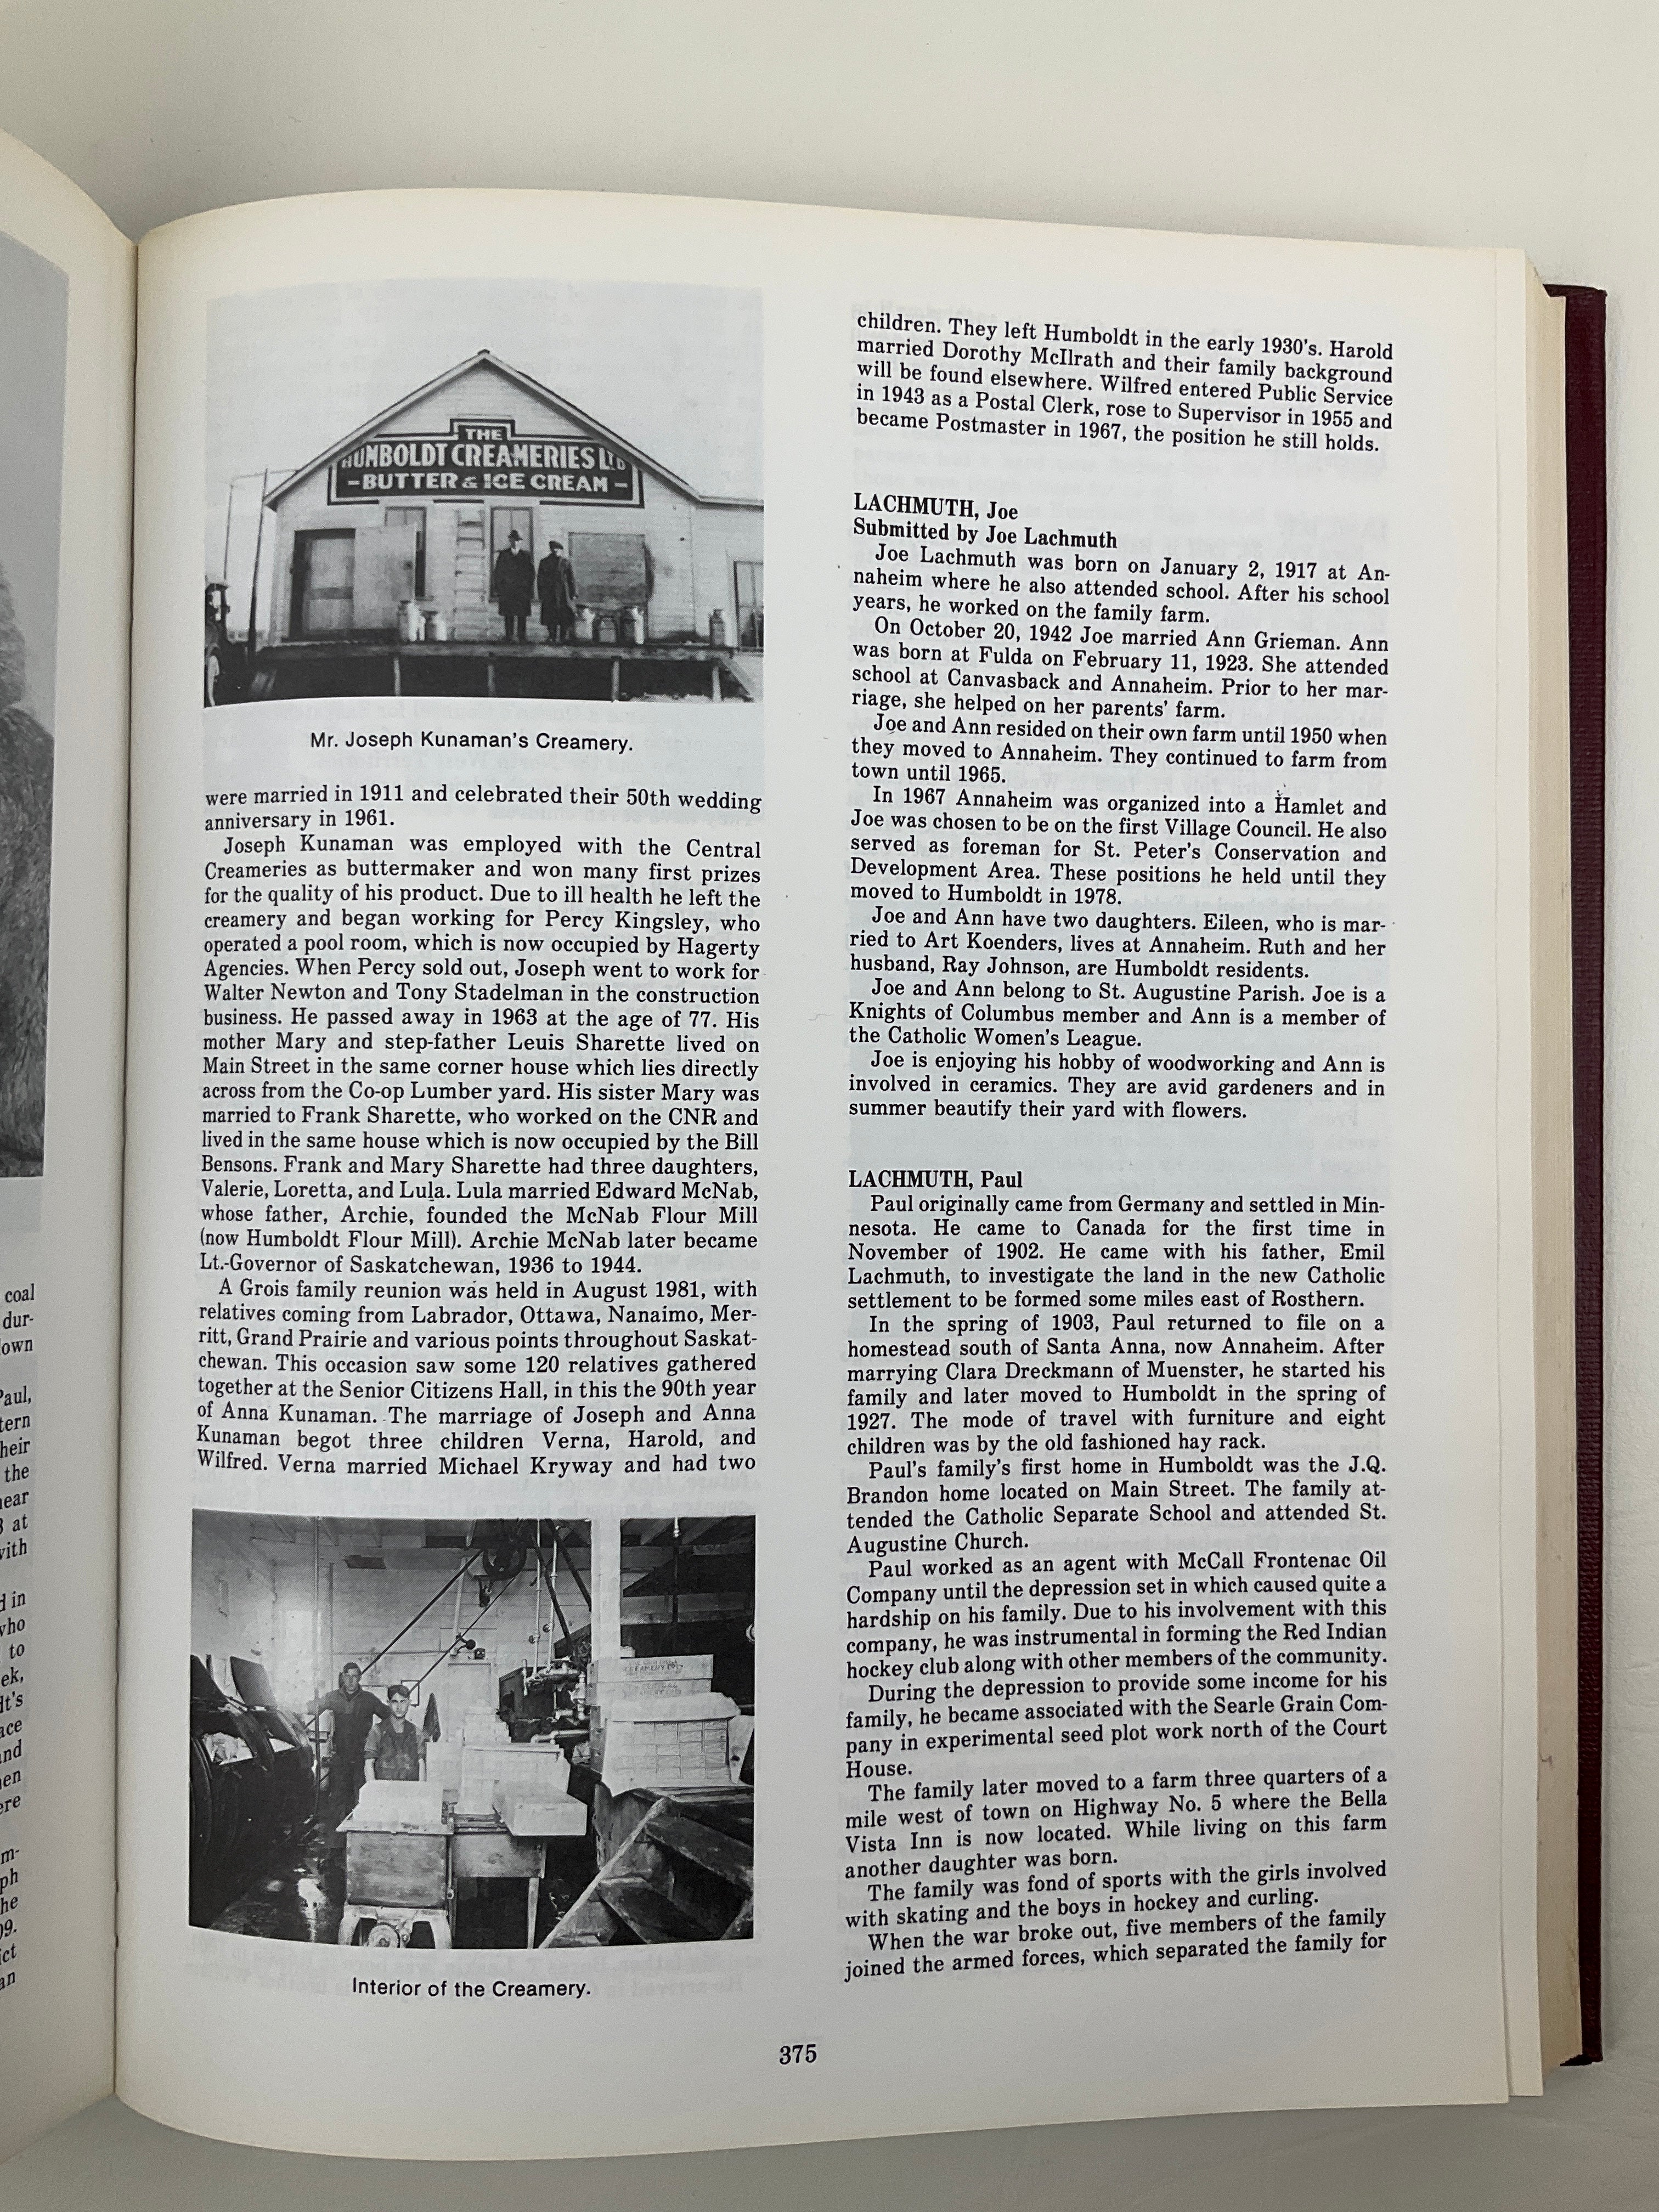 coal
dur-
own
Paul,
tern
heir
the
near
at
with
in
who
to
ek,
dt's
ace
and
en
ere
m-
ph
he
09.
ict
an
THE
HUMBOLDT CREAMERIES LTD
-BUTTER & ICE CREAM-
Mr. Joseph Kunaman's Creamery.
were married in 1911 and celebrated their 50th wedding
anniversary in 1961.
Joseph Kunaman was employed with the Central
Creameries as buttermaker and won many first prizes
for the quality of his product. Due to ill health he left the
creamery and began working for Percy Kingsley, who
operated a pool room, which is now occupied by Hagerty
Agencies. When Percy sold out, Joseph went to work for
Walter Newton and Tony Stadelman in the construction
business. He passed away in 1963 at the age of 77. His
mother Mary and step-father Leuis Sharette lived on
Main Street in the same corner house which lies directly
across from the Co-op Lumber yard. His sister Mary was
married to Frank Sharette, who worked on the CNR and
lived in the same house which is now occupied by the Bill
Bensons. Frank and Mary Sharette had three daughters,
Valerie, Loretta, and Lula. Lula married Edward McNab,
whose father, Archie, founded the McNab Flour Mill
(now Humboldt Flour Mill). Archie McNab later became
Lt.-Governor of Saskatchewan, 1936 to 1944.
A Grois family reunion was held in August 1981, with
relatives coming from Labrador, Ottawa, Nanaimo, Mer-
ritt, Grand Prairie and various points throughout Saskat-
chewan. This occasion saw some 120 relatives gathered
together at the Senior Citizens Hall, in this the 90th year
of Anna Kunaman. The marriage of Joseph and Anna
Kunaman begot three children Verna, Harold, and
Wilfred. Verna married Michael Kryway and had two
CREAMERY
Interior of the Creamery.
children. They left Humboldt in the early 1930's. Harold
married Dorothy McIlrath and their family background
will be found elsewhere. Wilfred entered Public Service
in 1943 as a Postal Clerk, rose to Supervisor in 1955 and
became Postmaster in 1967, the position he still holds.
LACHMUTH, Joe
Submitted by Joe Lachmuth
Joe Lachmuth was born on January 2, 1917 at An-
naheim where he also attended school. After his school
years, he worked on the family farm.
On October 20, 1942 Joe married Ann Grieman. Ann
was born at Fulda on February 11, 1923. She attended
school at Canvasback and Annaheim. Prior to her mar-
riage, she helped on her parents' farm.
Joe and Ann resided on their own farm until 1950 when
they moved to Annaheim. They continued to farm from
town until 1965.
In 1967 Annaheim was organized into a Hamlet and
Joe was chosen to be on the first Village Council. He also
served as foreman for St. Peter's Conservation and
Development Area. These positions he held until they
moved to Humboldt in 1978.
Joe and Ann have two daughters. Eileen, who is mar-
ried to Art Koenders, lives at Annaheim. Ruth and her
husband, Ray Johnson, are Humboldt residents.
Joe and Ann belong to St. Augustine Parish. Joe is a
Knights of Columbus member and Ann is a member of
the Catholic Women's League.
Joe is enjoying his hobby of woodworking and Ann is
involved in ceramics. They are avid gardeners and in
summer beautify their yard with flowers.
LACHMUTH, Paul
Paul originally came from Germany and settled in Min-
nesota. He came to Canada for the first time in
November of 1902. He came with his father, Emil
Lachmuth, to investigate the land in the new Catholic
settlement to be formed some miles east of Rosthern.
In the spring of 1903, Paul returned to file on a
homestead south of Santa Anna, now Annaheim. After
marrying Clara Dreckmann of Muenster, he started his
family and later moved to Humboldt in the spring of
1927. The mode of travel with furniture and eight
children was by the old fashioned hay rack.
Paul's family's first home in Humboldt was the J.Q.
Brandon home located on Main Street. The family at-
tended the Catholic Separate School and attended St.
Augustine Church.
Paul worked as an agent with McCall Frontenac Oil
Company until the depression set in which caused quite a
hardship on his family. Due to his involvement with this
company, he was instrumental in forming the Red Indian
hockey club along with other members of the community.
During the depression to provide some income for his
family, he became associated with the Searle Grain Com-
pany in experimental seed plot work north of the Court
House.
The family later moved to a farm three quarters of a
mile west of town on Highway No. 5 where the Bella
Vista Inn is now located. While living on this farm
another daughter was born.
The family was fond of sports with the girls involved
with skating and the boys in hockey and curling.
When the war broke out, five members of the family
joined the armed forces, which separated the family for
375